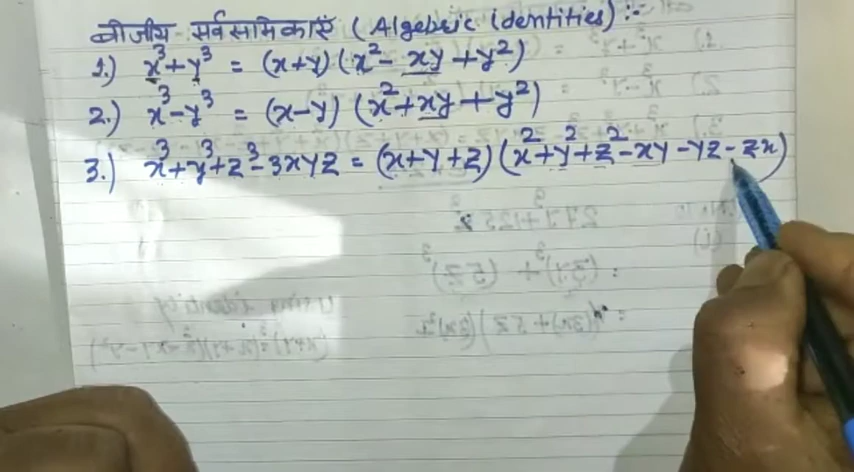 बीजीय सर्वसमिकाएं (Algebric identities) :-
1.) x³+y³ = (x+y) (x²- xy +y²)
2.) x³-y³ = (x-y) (x²+xy+y²)
3.) x³+y³+z³-3xyz = (x+y+z) (x²+y²+z²-xy-yz-zx)